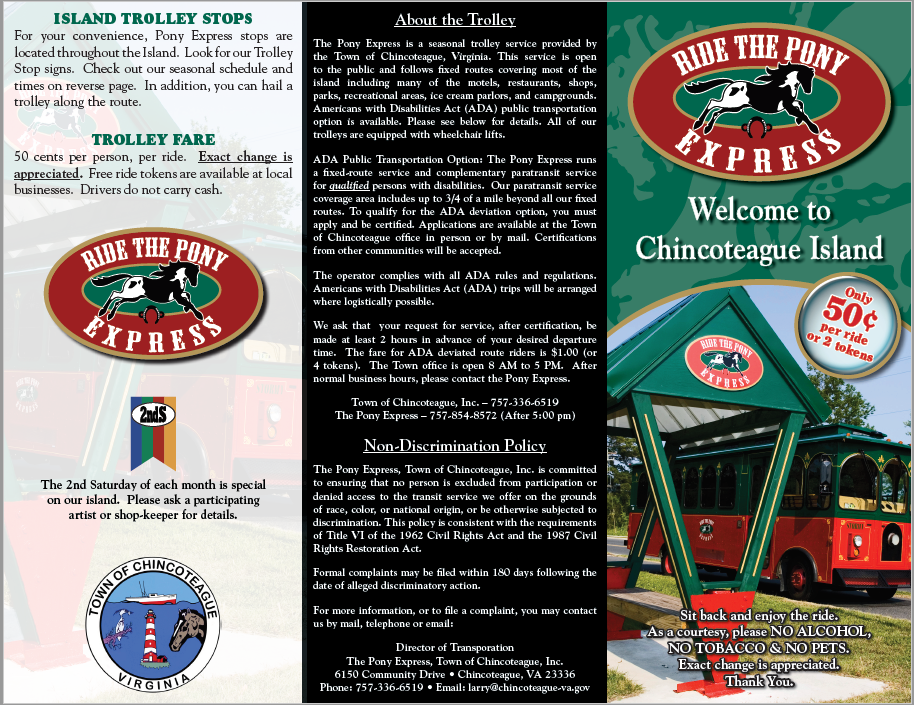 ISLAND TROLLEY STOPS
For your convenience, Pony Express stops are
located throughout the Island. Look for our Trolley
Stop signs. Check out our seasonal schedule and
times on reverse page. In addition, you can hail a
trolley along the route.
TROLLEY FARE
50 cents per person, per ride. Exact change is
appreciated. Free ride tokens are available at local
businesses. Drivers do not carry cash.
RIDE THE PONY
EXPRESS
2ndS
The 2nd Saturday of each month is special
on our island. Please ask a participating
artist or shop-keeper for details.
TOWN OF CHINCOTEAGUE
VIRGINIA
About the Trolley
The Pony Express is a seasonal trolley service provided by
the Town of Chincoteague, Virginia. This service is open
to the public and follows fixed routes covering most of the
island including many of the motels, restaurants, shops,
parks, recreational areas, ice cream parlors, and campgrounds.
Americans with Disabilities Act (ADA) public transportation
option is available. Please see below for details. All of our
trolleys are equipped with wheelchair lifts.
ADA Public Transportation Option: The Pony Express runs
a fixed-route service and complementary paratransit service
for qualified persons with disabilities. Our paratransit service
coverage area includes up to 3/4 of a mile beyond all our fixed
routes. To qualify for the ADA deviation option, you must
apply and be certified. Applications are available at the Town
of Chincoteague office in person or by mail. Certifications
from other communities will be accepted.
The operator complies with all ADA rules and regulations.
Americans with Disabilities Act (ADA) trips will be arranged
where logistically possible.
We ask that your request for service, after certification, be
made at least 2 hours in advance of your desired departure
time. The fare for ADA deviated route riders is $1.00 (or
4 tokens). The Town office is open 8 AM to 5 PM. After
normal business hours, please contact the Pony Express.
Town of Chincoteague, Inc. – 757-336-6519
The Pony Express – 757-854-8572 (After 5:00 pm)
Non-Discrimination Policy
The Pony Express, Town of Chincoteague, Inc. is committed
to ensuring that no person is excluded from participation or
denied access to the transit service we offer on the grounds
of race, color, or national origin, or be otherwise subjected to
discrimination. This policy is consistent with the requirements
of Title VI of the 1962 Civil Rights Act and the 1987 Civil
Rights Restoration Act.
Formal complaints may be filed within 180 days following the
date of alleged discriminatory action.
For more information, or to file a complaint, you may contact
us by mail, telephone or email:
Director of Transporation
The Pony Express, Town of Chincoteague, Inc.
6150 Community Drive • Chincoteague, VA 23336
Phone: 757-336-6519 • Email: larry@chincoteague-va.gov
RIDE THE PONY
EXPRESS
Welcome to
Chincoteague Island
Only
50¢
per ride
or 2 tokens
RIDE THE PONY
EXPRESS
Sit back and enjoy the ride.
As a courtesy, please NO ALCOHOL,
NO TOBACCO & NO PETS.
Exact change is appreciated.
Thank You.